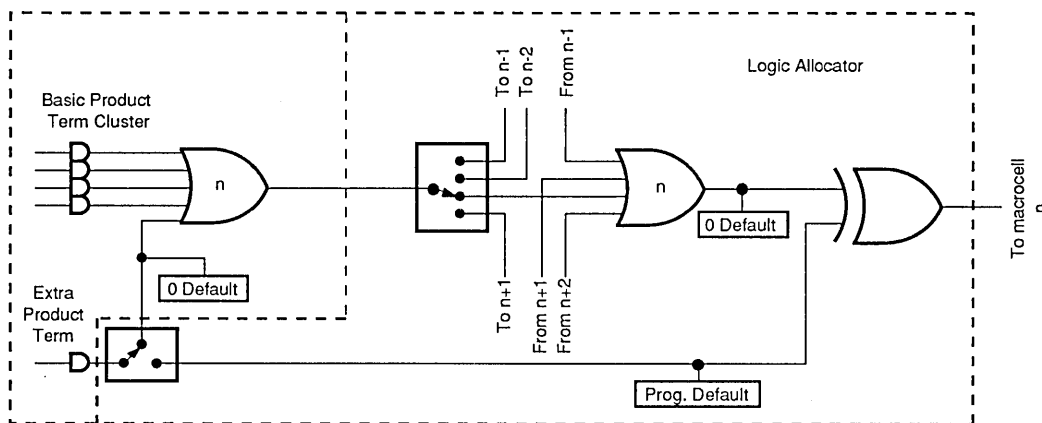 Basic Product
Term Cluster
n
To n-1
To n-2
From n-1
Logic Allocator
n
0 Default
To macrocell
n
0 Default
Extra
Product
Term
To n+1
From n+1
From n+2
Prog. Default